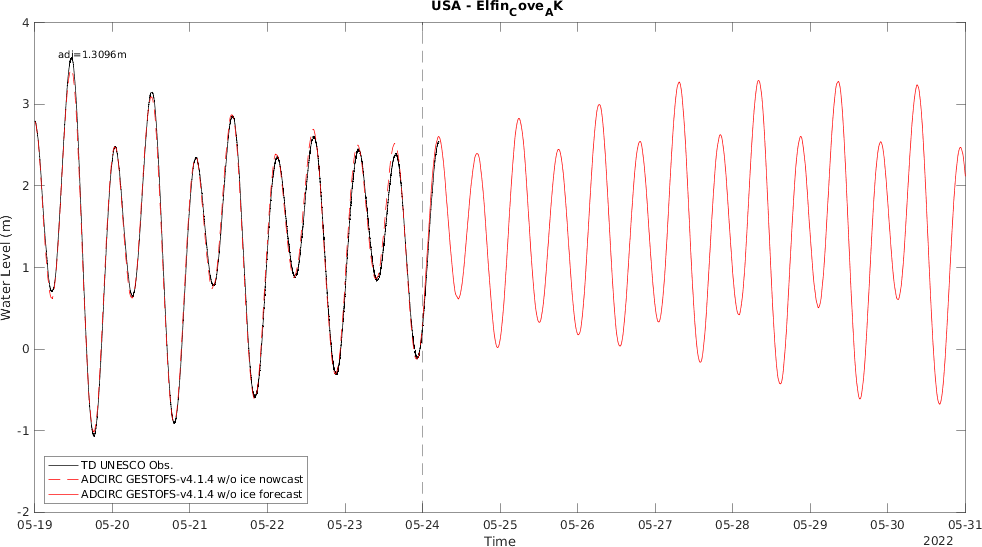 USA - ElfinCoveAK
adj=1.3096m
4
3
2
1
0
-1
-2
Water Level (m)
TD UNESCO Obs.
ADCIRC GESTOFS-v4.1.4 w/o ice nowcast
ADCIRC GESTOFS-v4.1.4 w/o ice forecast
05-19 05-20 05-21 05-22 05-23 05-24 05-25 05-26 05-27 05-28 05-29 05-30 05-31
Time
2022